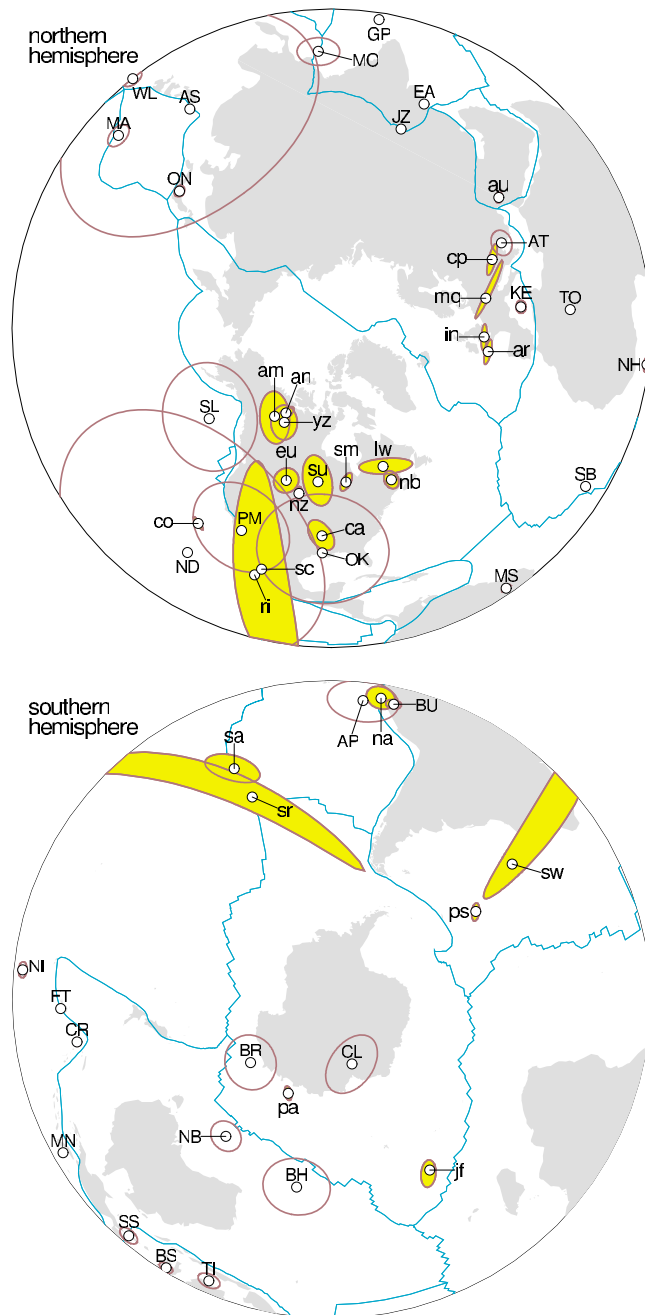 northern
hemisphere
GP
MO
WL
AS
EA
MA
JZ
ON
au
AT
cp
mq
KE
TO
in
ar
NH
am
an
SL
yz
eu
su
sm
lw
nb
nz
SB
co
PM
ca
ND
sc
OK
ri
MS
southern
hemisphere
BU
AP
na
sa
sr
sw
ps
NI
FT
CR
BR
CL
pa
NB
MN
BH
jf
SS
BS
TI